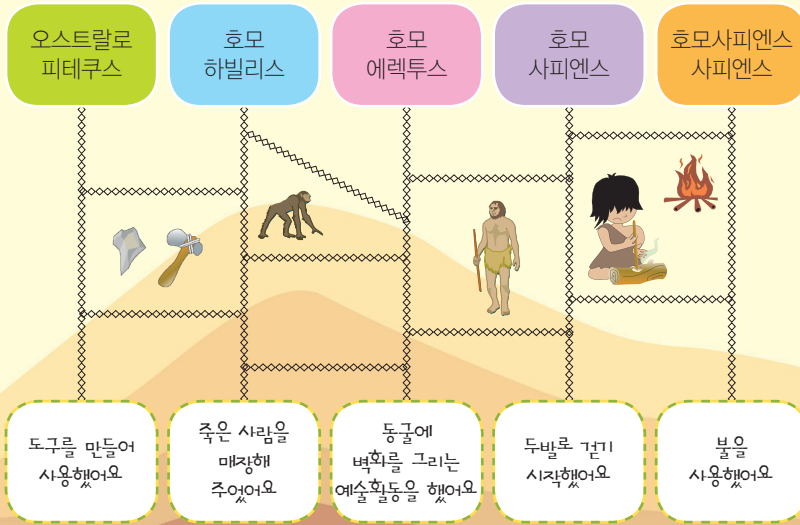 오스트랄로
피테쿠스
호모
하빌리스
호모
에렉투스
호모
사피엔스
호모사피엔스
사피엔스
도구를 만들어
사용했어요
죽은 사람을
매장해
주었어요
동굴에
벽화를 그리는
예술활동을 했어요
두발로 걷기
시작했어요
불을
사용했어요